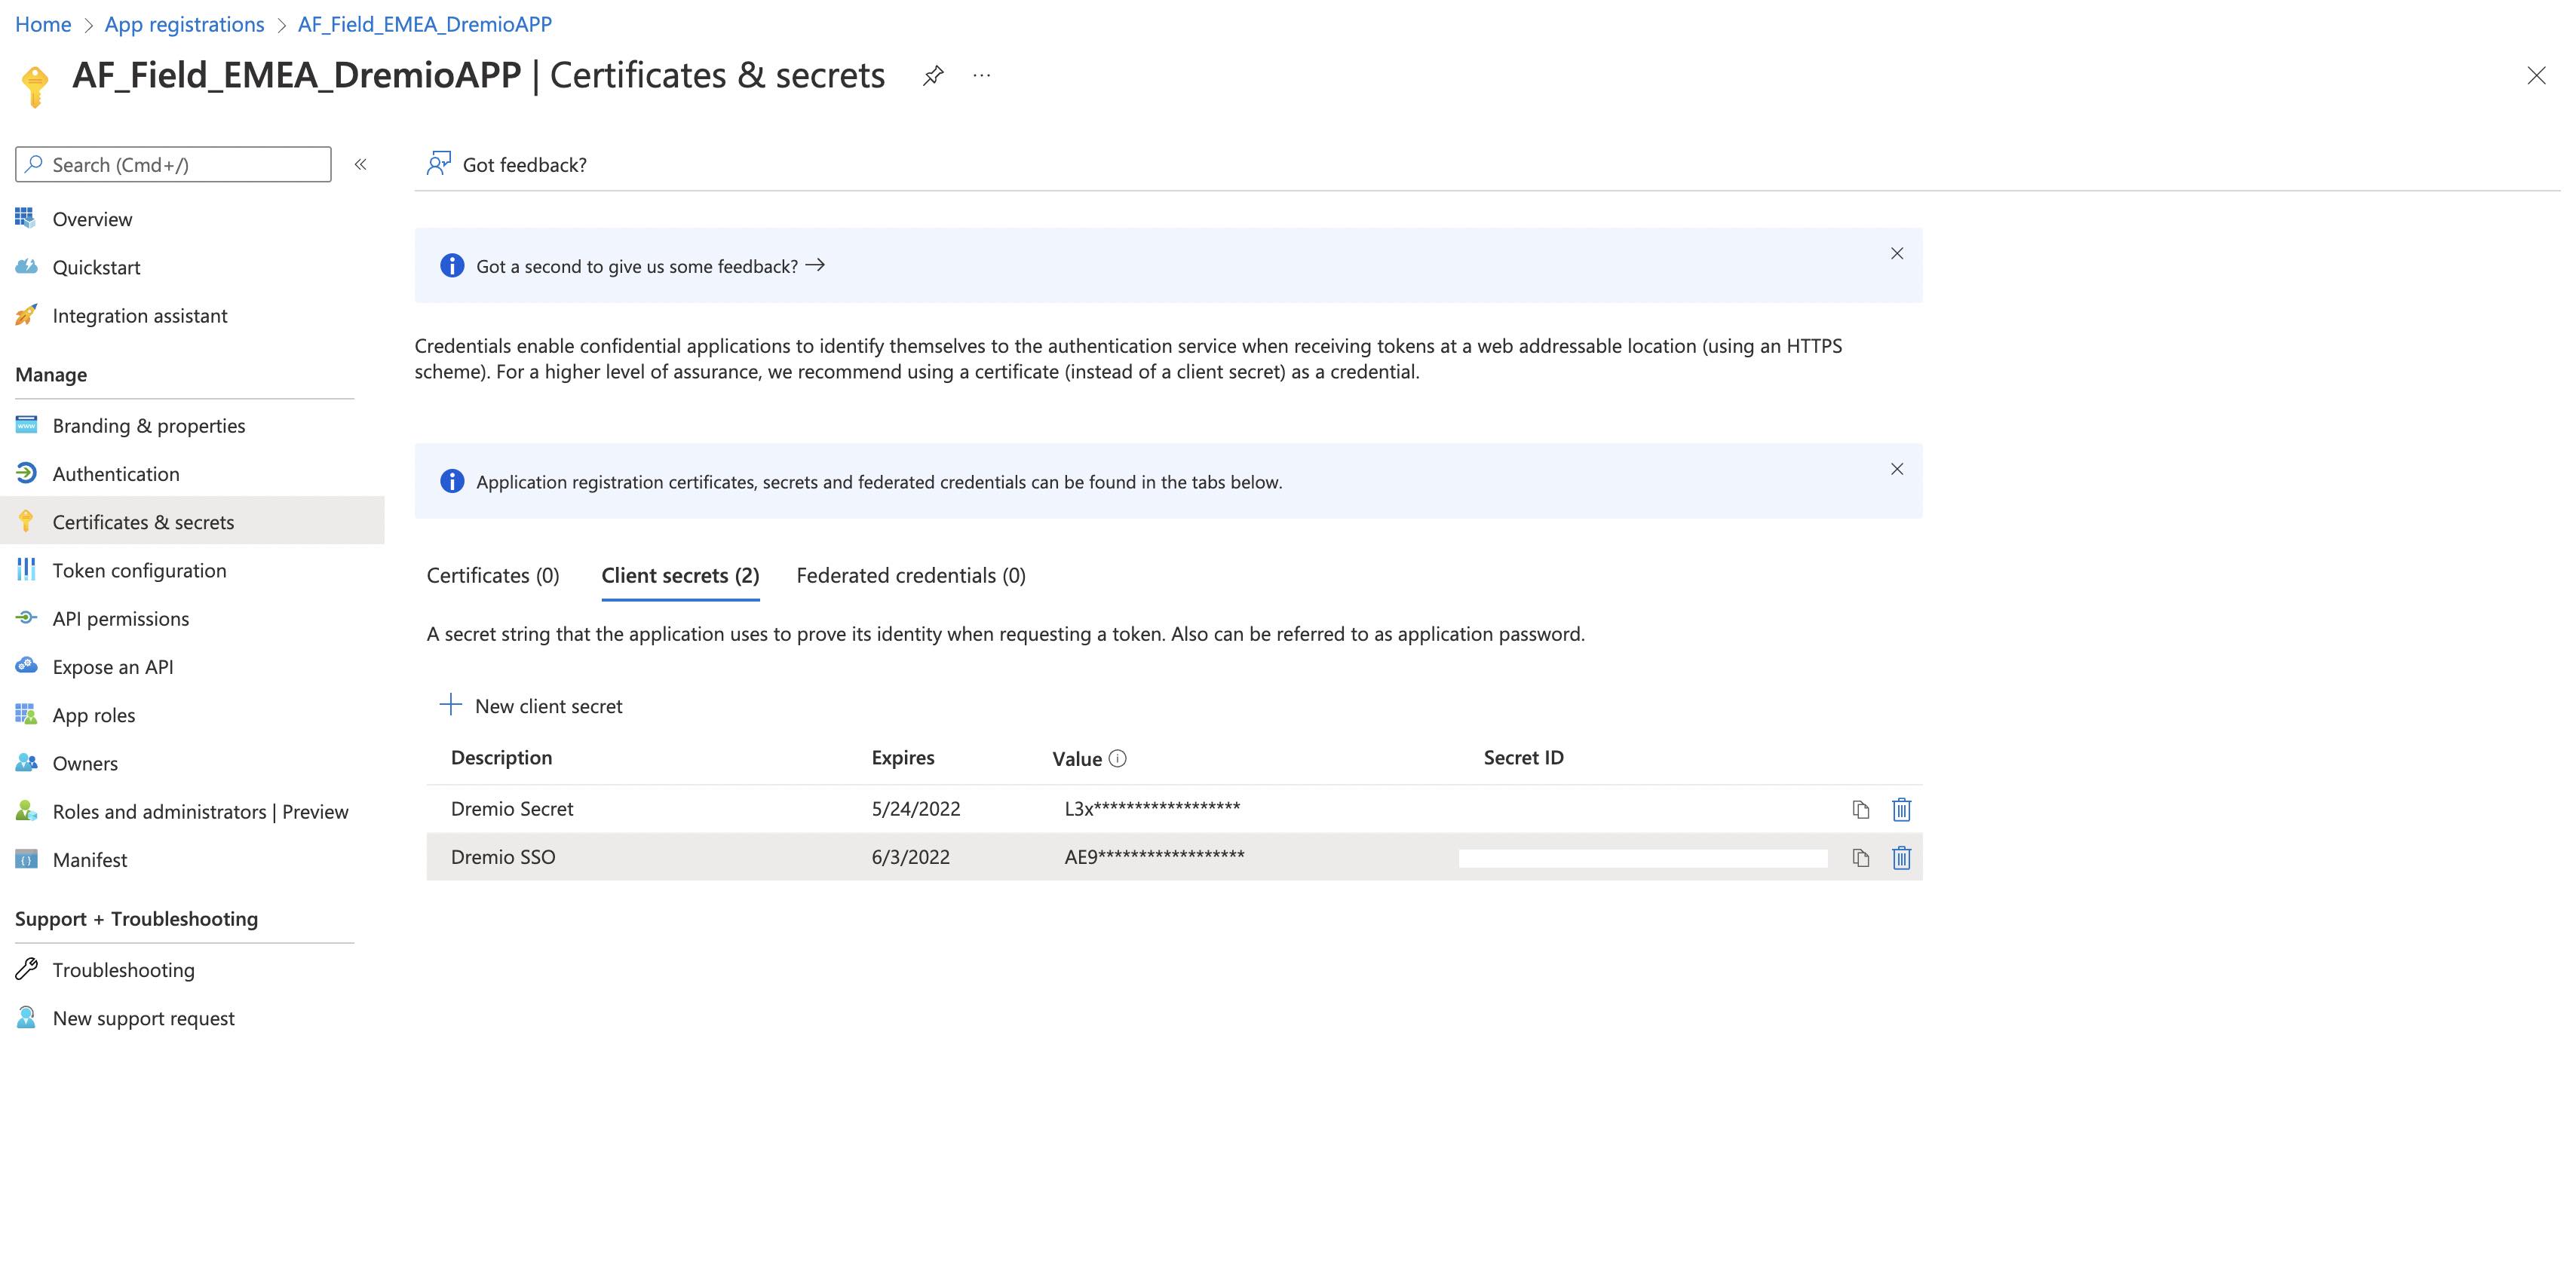 Home > App registrations > AF_Field_EMEA_DremioAPP
AF_Field_EMEA_DremioAPP | Certificates & secrets ...
Search (Cmd+/) «
Overview
Quickstart
Integration assistant
Manage
Branding & properties
Authentication
Certificates & secrets
Token configuration
API permissions
Expose an API
App roles
Owners
Roles and administrators | Preview
Manifest
Support + Troubleshooting
Troubleshooting
New support request
Got feedback?
Got a second to give us some feedback? →
Credentials enable confidential applications to identify themselves to the authentication service when receiving tokens at a web addressable location (using an HTTPS
scheme). For a higher level of assurance, we recommend using a certificate (instead of a client secret) as a credential.
Application registration certificates, secrets and federated credentials can be found in the tabs below.
Certificates (0) Client secrets (2) Federated credentials (0)
A secret string that the application uses to prove its identity when requesting a token. Also can be referred to as application password.
+ New client secret
Description Expires Value Secret ID
Dremio Secret 5/24/2022 L3x******************
Dremio SSO 6/3/2022 AE9******************